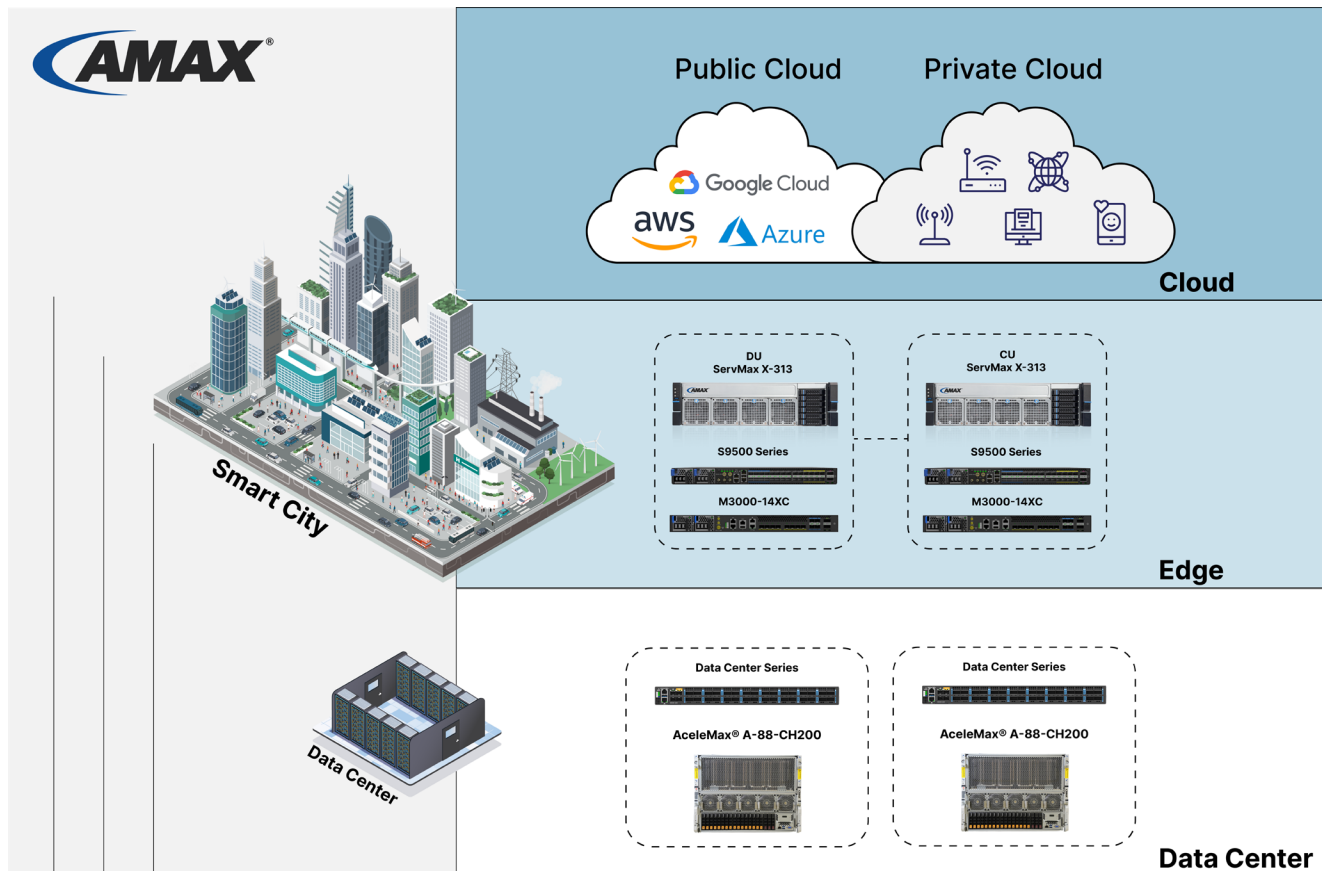 AMAX®
Public Cloud
Private Cloud
Google Cloud
aws
Azure
Cloud
Smart City
DU
ServMax X-313
AMAX
S9500 Series
M3000-14XC
CU
ServMax X-313
AMAX
S9500 Series
M3000-14XC
Edge
Data Center
Data Center Series
AceleMax® A-88-CH200
Data Center Series
AceleMax® A-88-CH200
Data Center